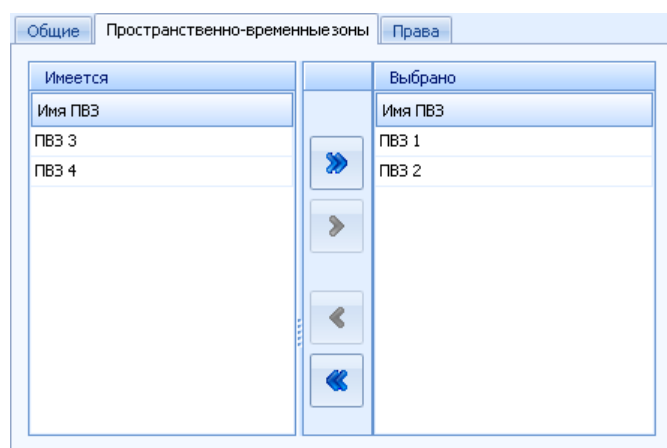 Общие Пространственно-временные зоны Права
Имеется Выбрано
Имя ПВЗ Имя ПВЗ
ПВЗ 3 ПВЗ 1
ПВЗ 4 ПВЗ 2